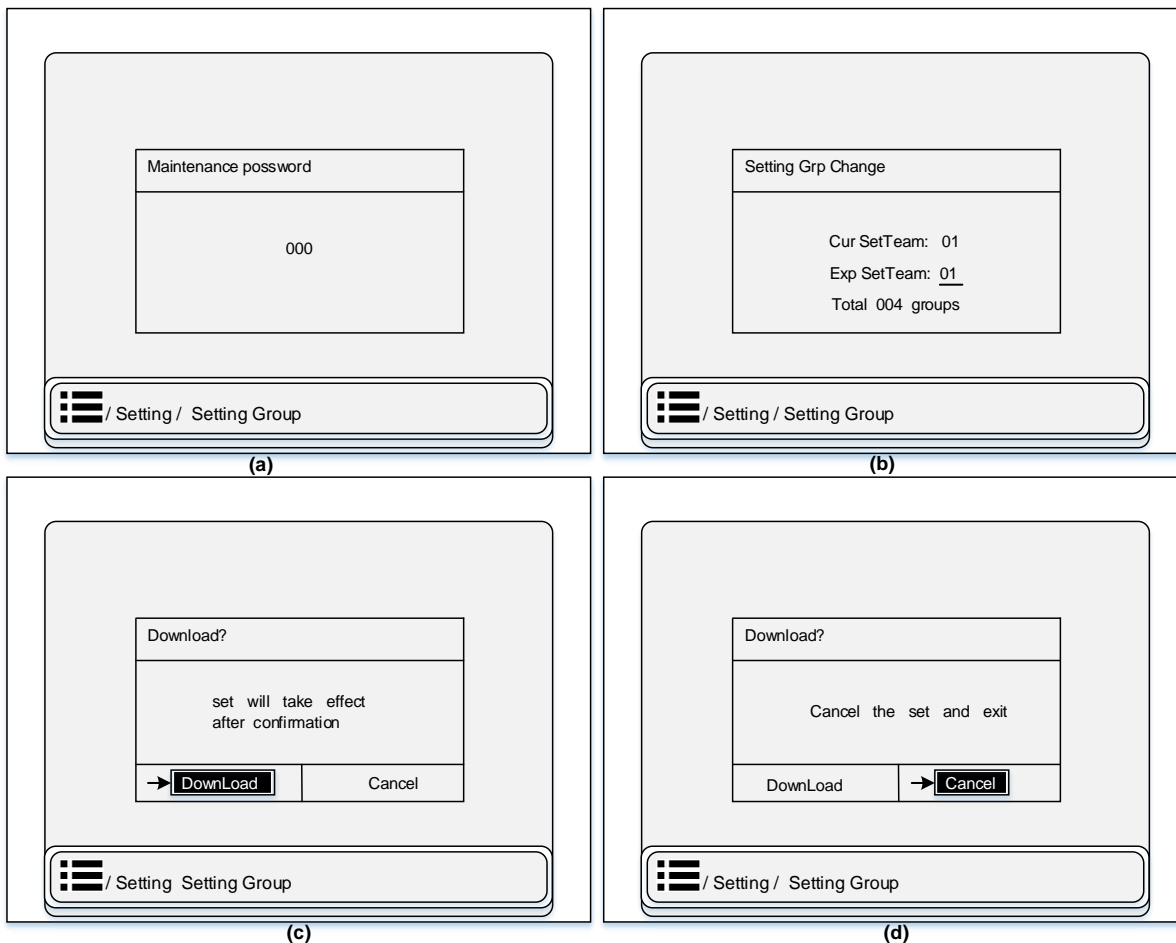 Maintenance possword
000
/ Setting / Setting Group
(a)
Setting Grp Change
Cur SetTeam: 01
Exp SetTeam: 01
Total 004 groups
/ Setting / Setting Group
(b)
Download?
set will take effect
after confirmation
DownLoad
Cancel
/ Setting Setting Group
(c)
Download?
Cancel the set and exit
DownLoad
Cancel
/ Setting / Setting Group
(d)